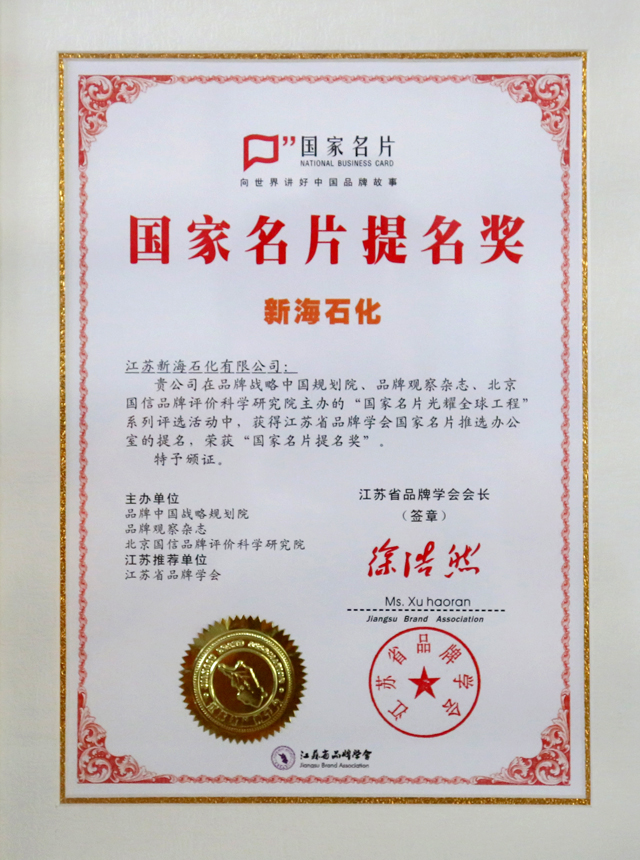 国家名片
NATIONAL BUSINESS CARD
向世界讲好中国品牌故事
国家名片提名奖
新海石化
江苏新海石化有限公司：
贵公司在品牌战略中国规划院、品牌观察杂志、北京
国信品牌评价科学研究院主办的“国家名片光耀全球工程”
系列评选活动中，获得江苏省品牌学会国家名片推选办公
室的提名，荣获“国家名片提名奖”。
特予颁证。
主办单位
品牌中国战略规划院
品牌观察杂志
北京国信品牌评价科学研究院
江苏推荐单位
江苏省品牌学会
江苏省品牌学会会长
（签章）
徐浩然
Ms. Xu haoran
Jiangsu Brand Association
江苏省品牌学会
江苏省品牌学会
Jiangsu Brand Association